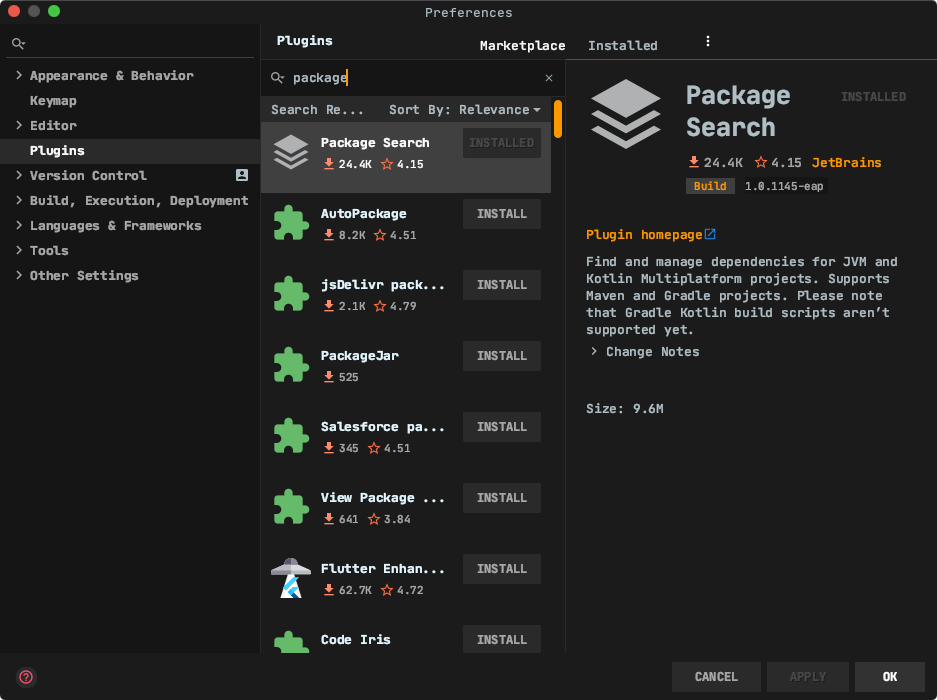 Preferences
Plugins
Marketplace
Installed
Appearance & Behavior
Keymap
Editor
Plugins
Version Control
Build, Execution, Deployment
Languages & Frameworks
Tools
Other Settings
package
Search Re... Sort By: Relevance
Package Search
24.4K 4.15
INSTALLED
AutoPackage
8.2K 4.51
INSTALL
jsDelivr pack...
2.1K 4.79
INSTALL
PackageJar
525
INSTALL
Salesforce pa...
345 4.51
INSTALL
View Package ...
641 3.84
INSTALL
Flutter Enhan...
62.7K 4.72
INSTALL
Code Iris
INSTALL
Package
Search
INSTALLED
24.4K 4.15 JetBrains
Build 1.0.1145-eap
Plugin homepage
Find and manage dependencies for JVM and
Kotlin Multiplatform projects. Supports
Maven and Gradle projects. Please note
that Gradle Kotlin build scripts aren’t
supported yet.
Change Notes
Size: 9.6M
CANCEL
APPLY
OK